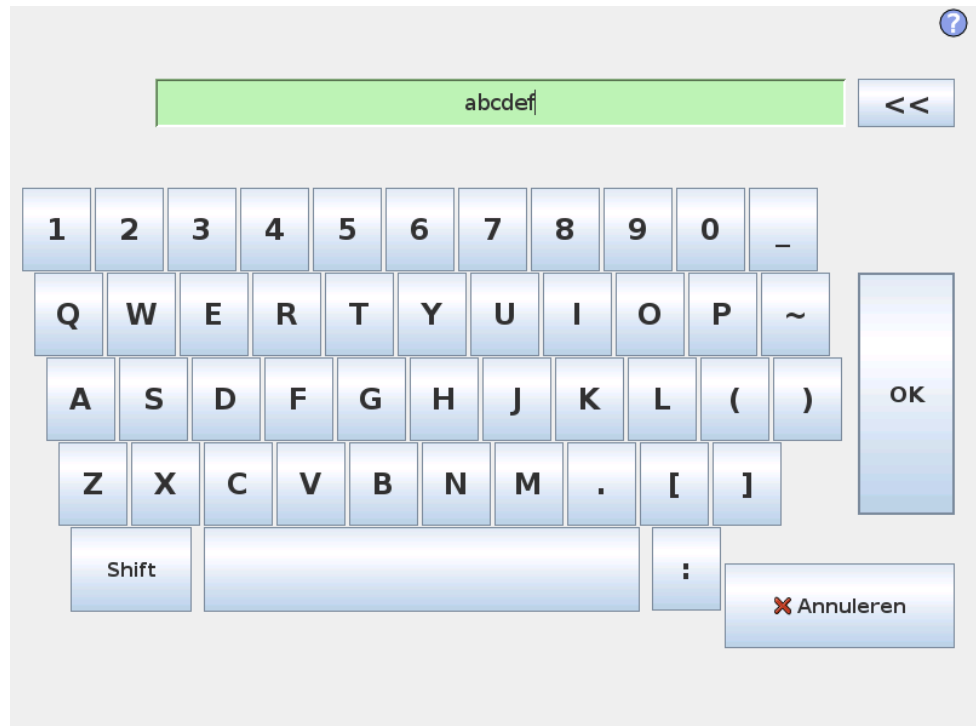 ?
abcdef <<
1 2 3 4 5 6 7 8 9 0 _
Q W E R T Y U I O P ~
A S D F G H J K L ( ) OK
Z X C V B N M . [ ]
Shift :
Annuleren